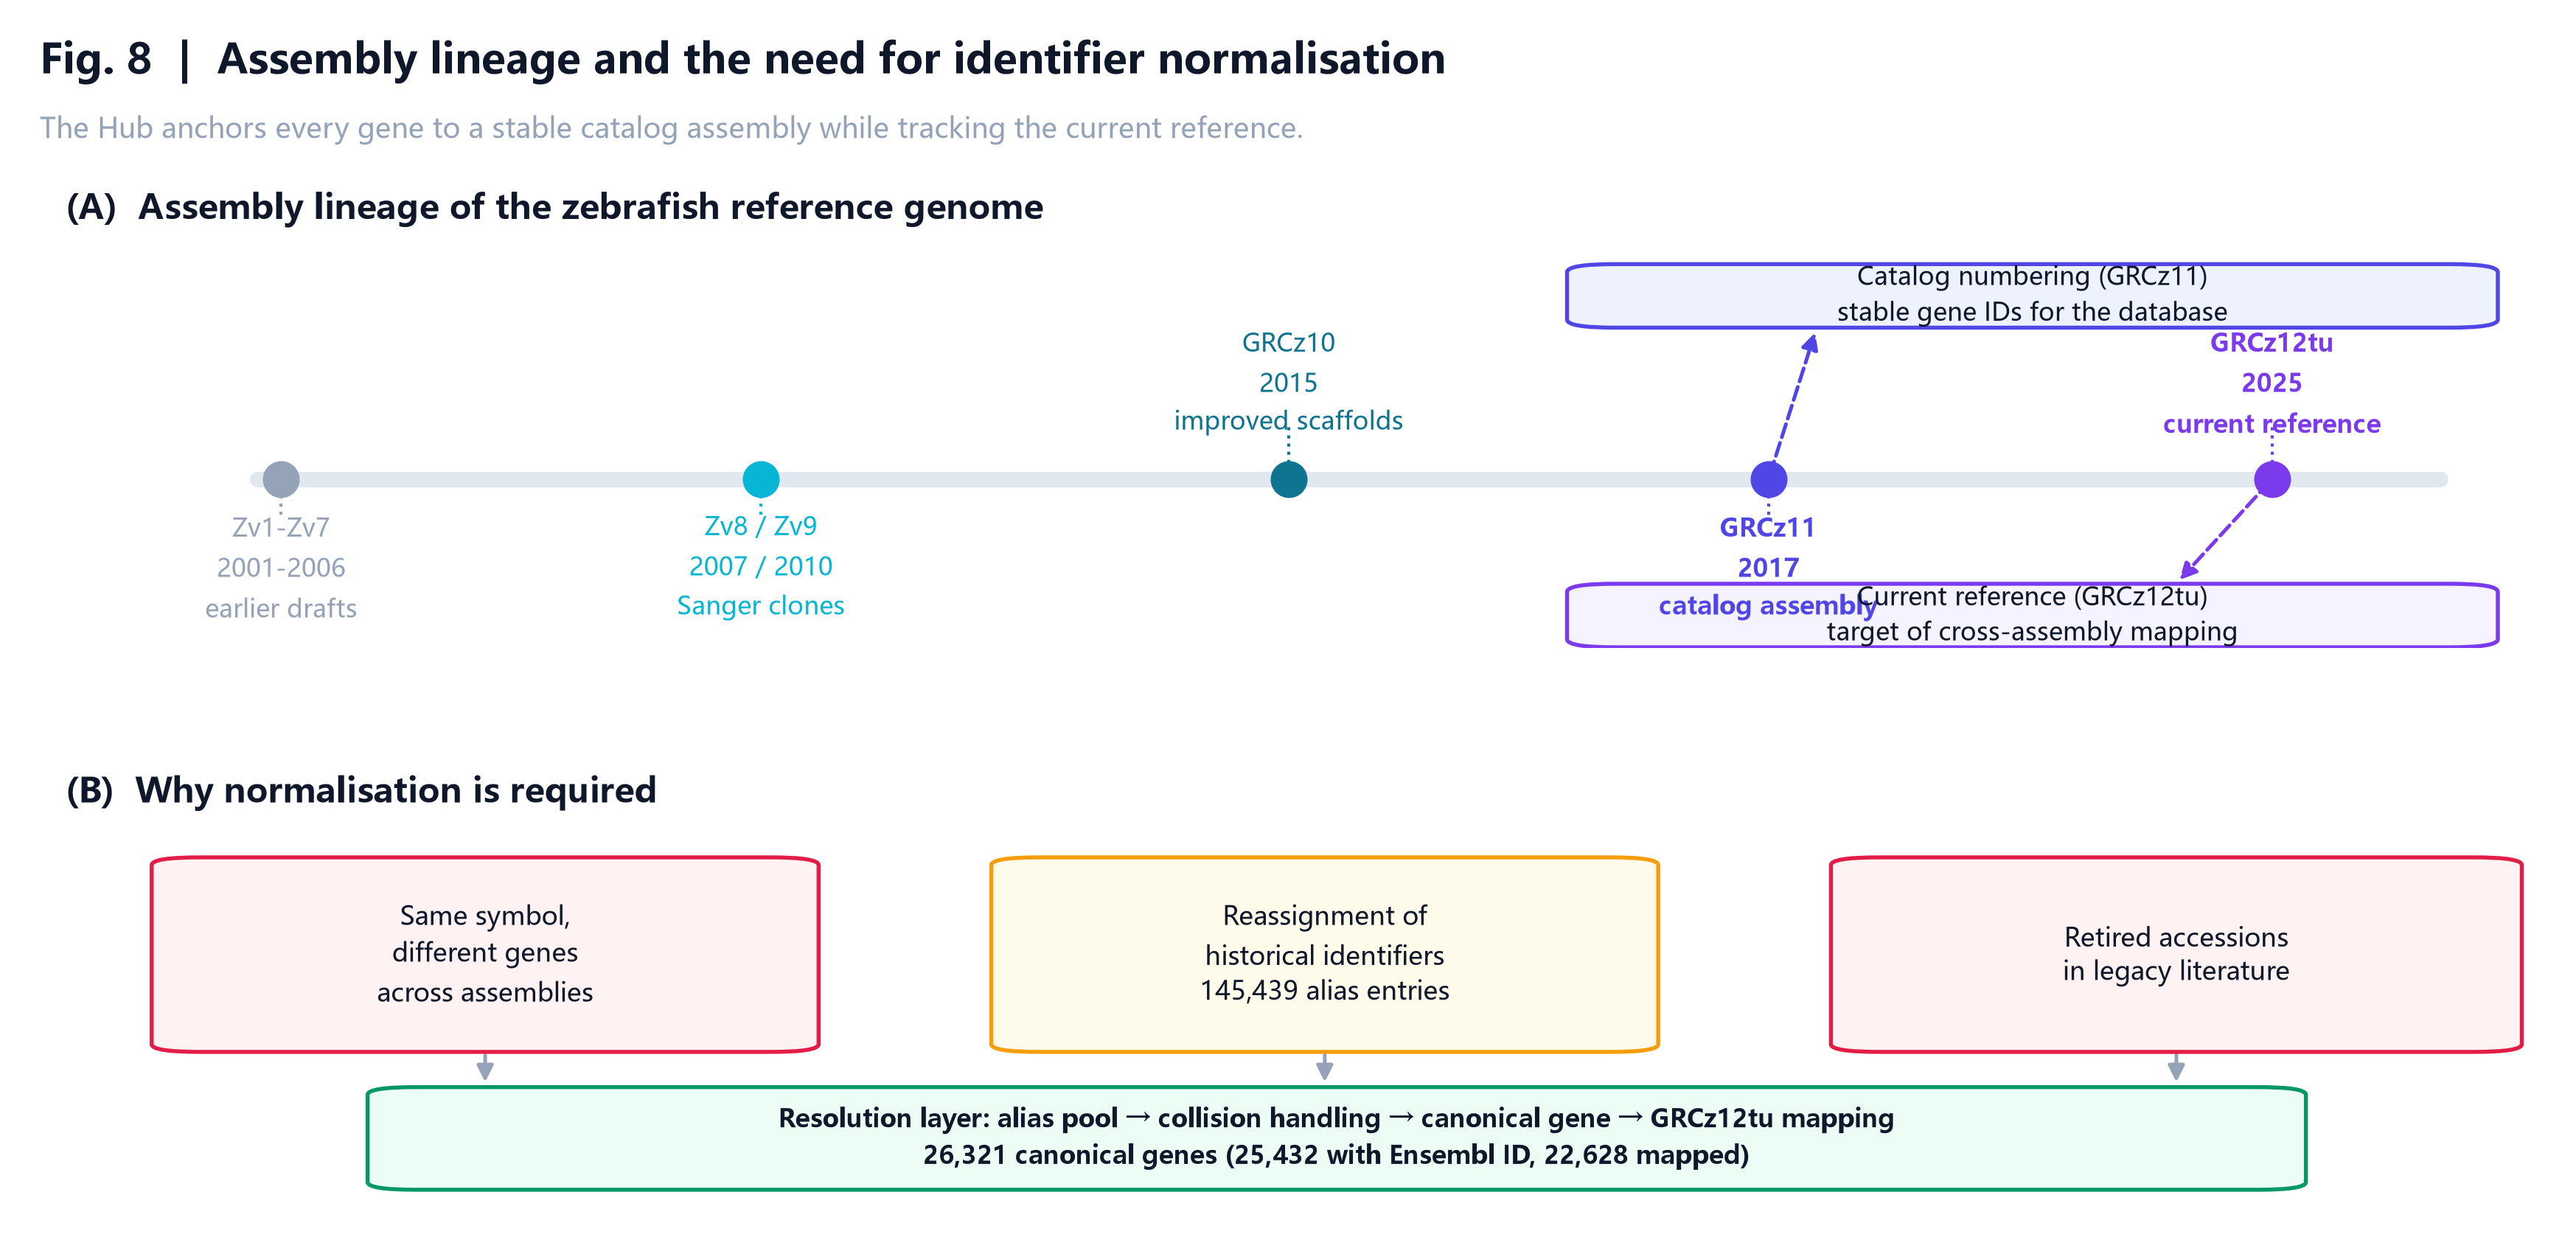 Fig. 8 | Assembly lineage and the need for identifier normalisation
The Hub anchors every gene to a stable catalog assembly while tracking the current reference.
(A) Assembly lineage of the zebrafish reference genome
Catalog numbering (GRCz11)
stable gene IDs for the database
GRCz10
2015
improved scaffolds
GRCz12tu
2025
current reference
Zv1-Zv7
2001-2006
earlier drafts
Zv8 / Zv9
2007 / 2010
Sanger clones
GRCz11
2017
catalog assembly
Current reference (GRCz12tu)
target of cross-assembly mapping
(B) Why normalisation is required
Same symbol,
different genes
across assemblies
Reassignment of
historical identifiers
145,439 alias entries
Retired accessions
in legacy literature
Resolution layer: alias pool → collision handling → canonical gene → GRCz12tu mapping
26,321 canonical genes (25,432 with Ensembl ID, 22,628 mapped)